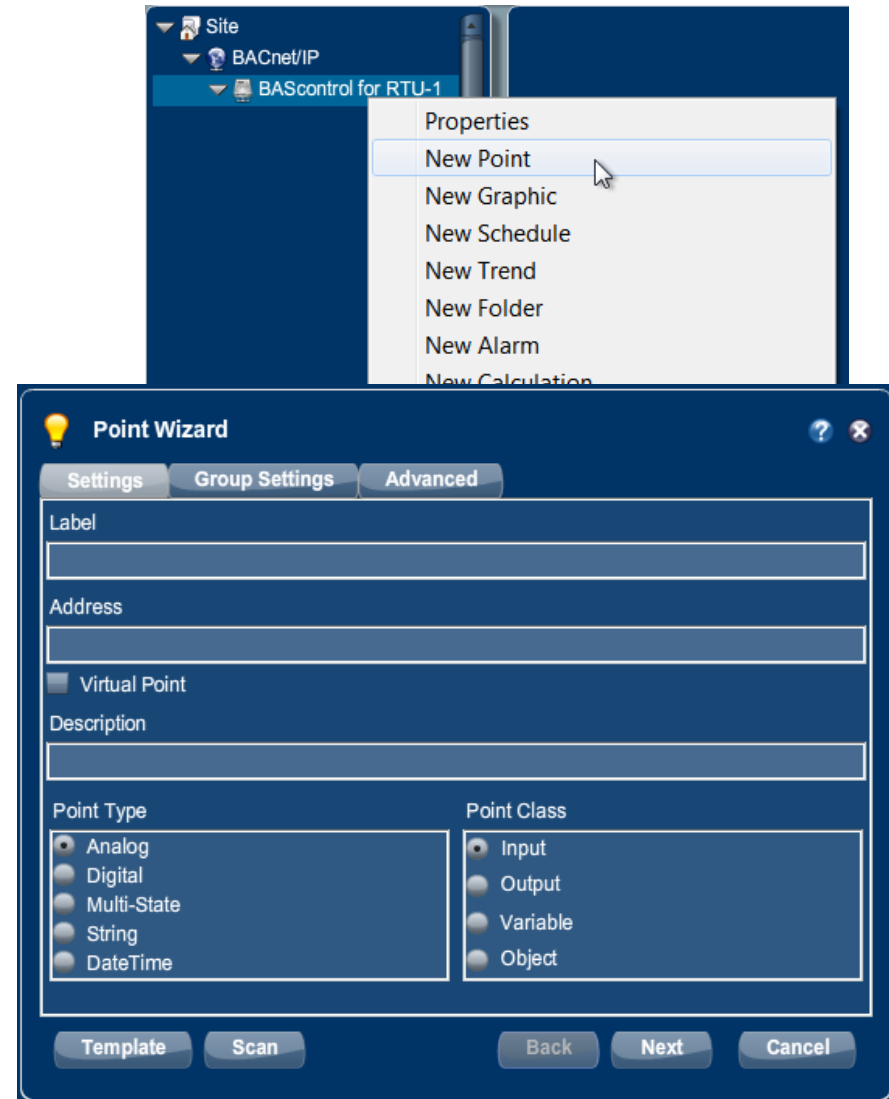 Site
BACnet/IP
BAScontrol for RTU-1
Properties
New Point
New Graphic
New Schedule
New Trend
New Folder
New Alarm
New Calculation
Point Wizard
Settings Group Settings Advanced
Label
Address
Virtual Point
Description
Point Type Point Class
Analog Input
Digital Output
Multi-State Variable
String Object
DateTime
Template Scan Back Next Cancel